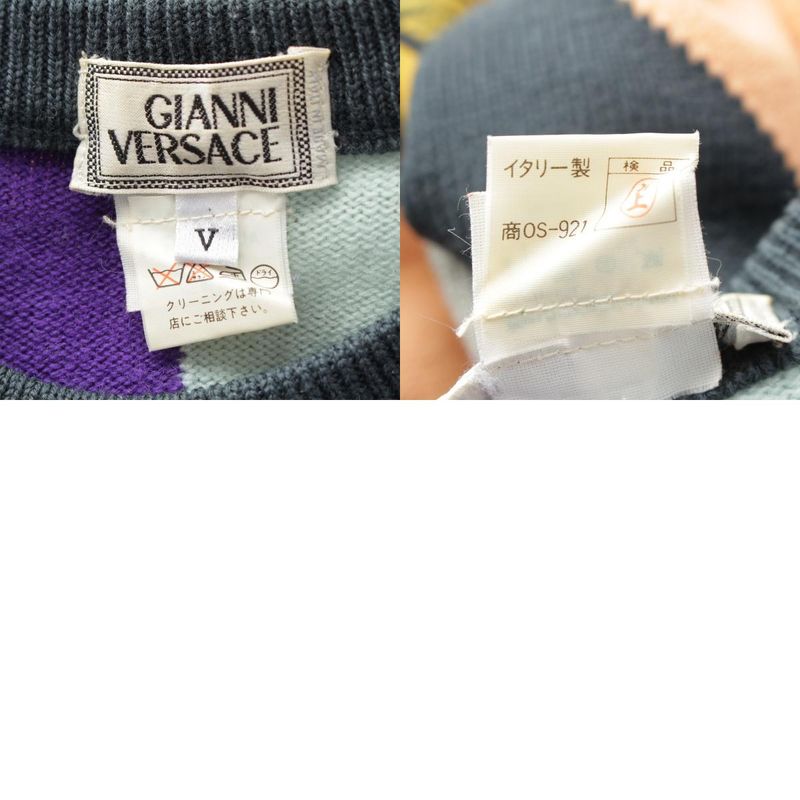 GIANNI
VERSACE
MADE IN ITALY
V
ドライ
クリーニングは専門
店にご相談下さい。
イタリー製
検品
上
商OS-921